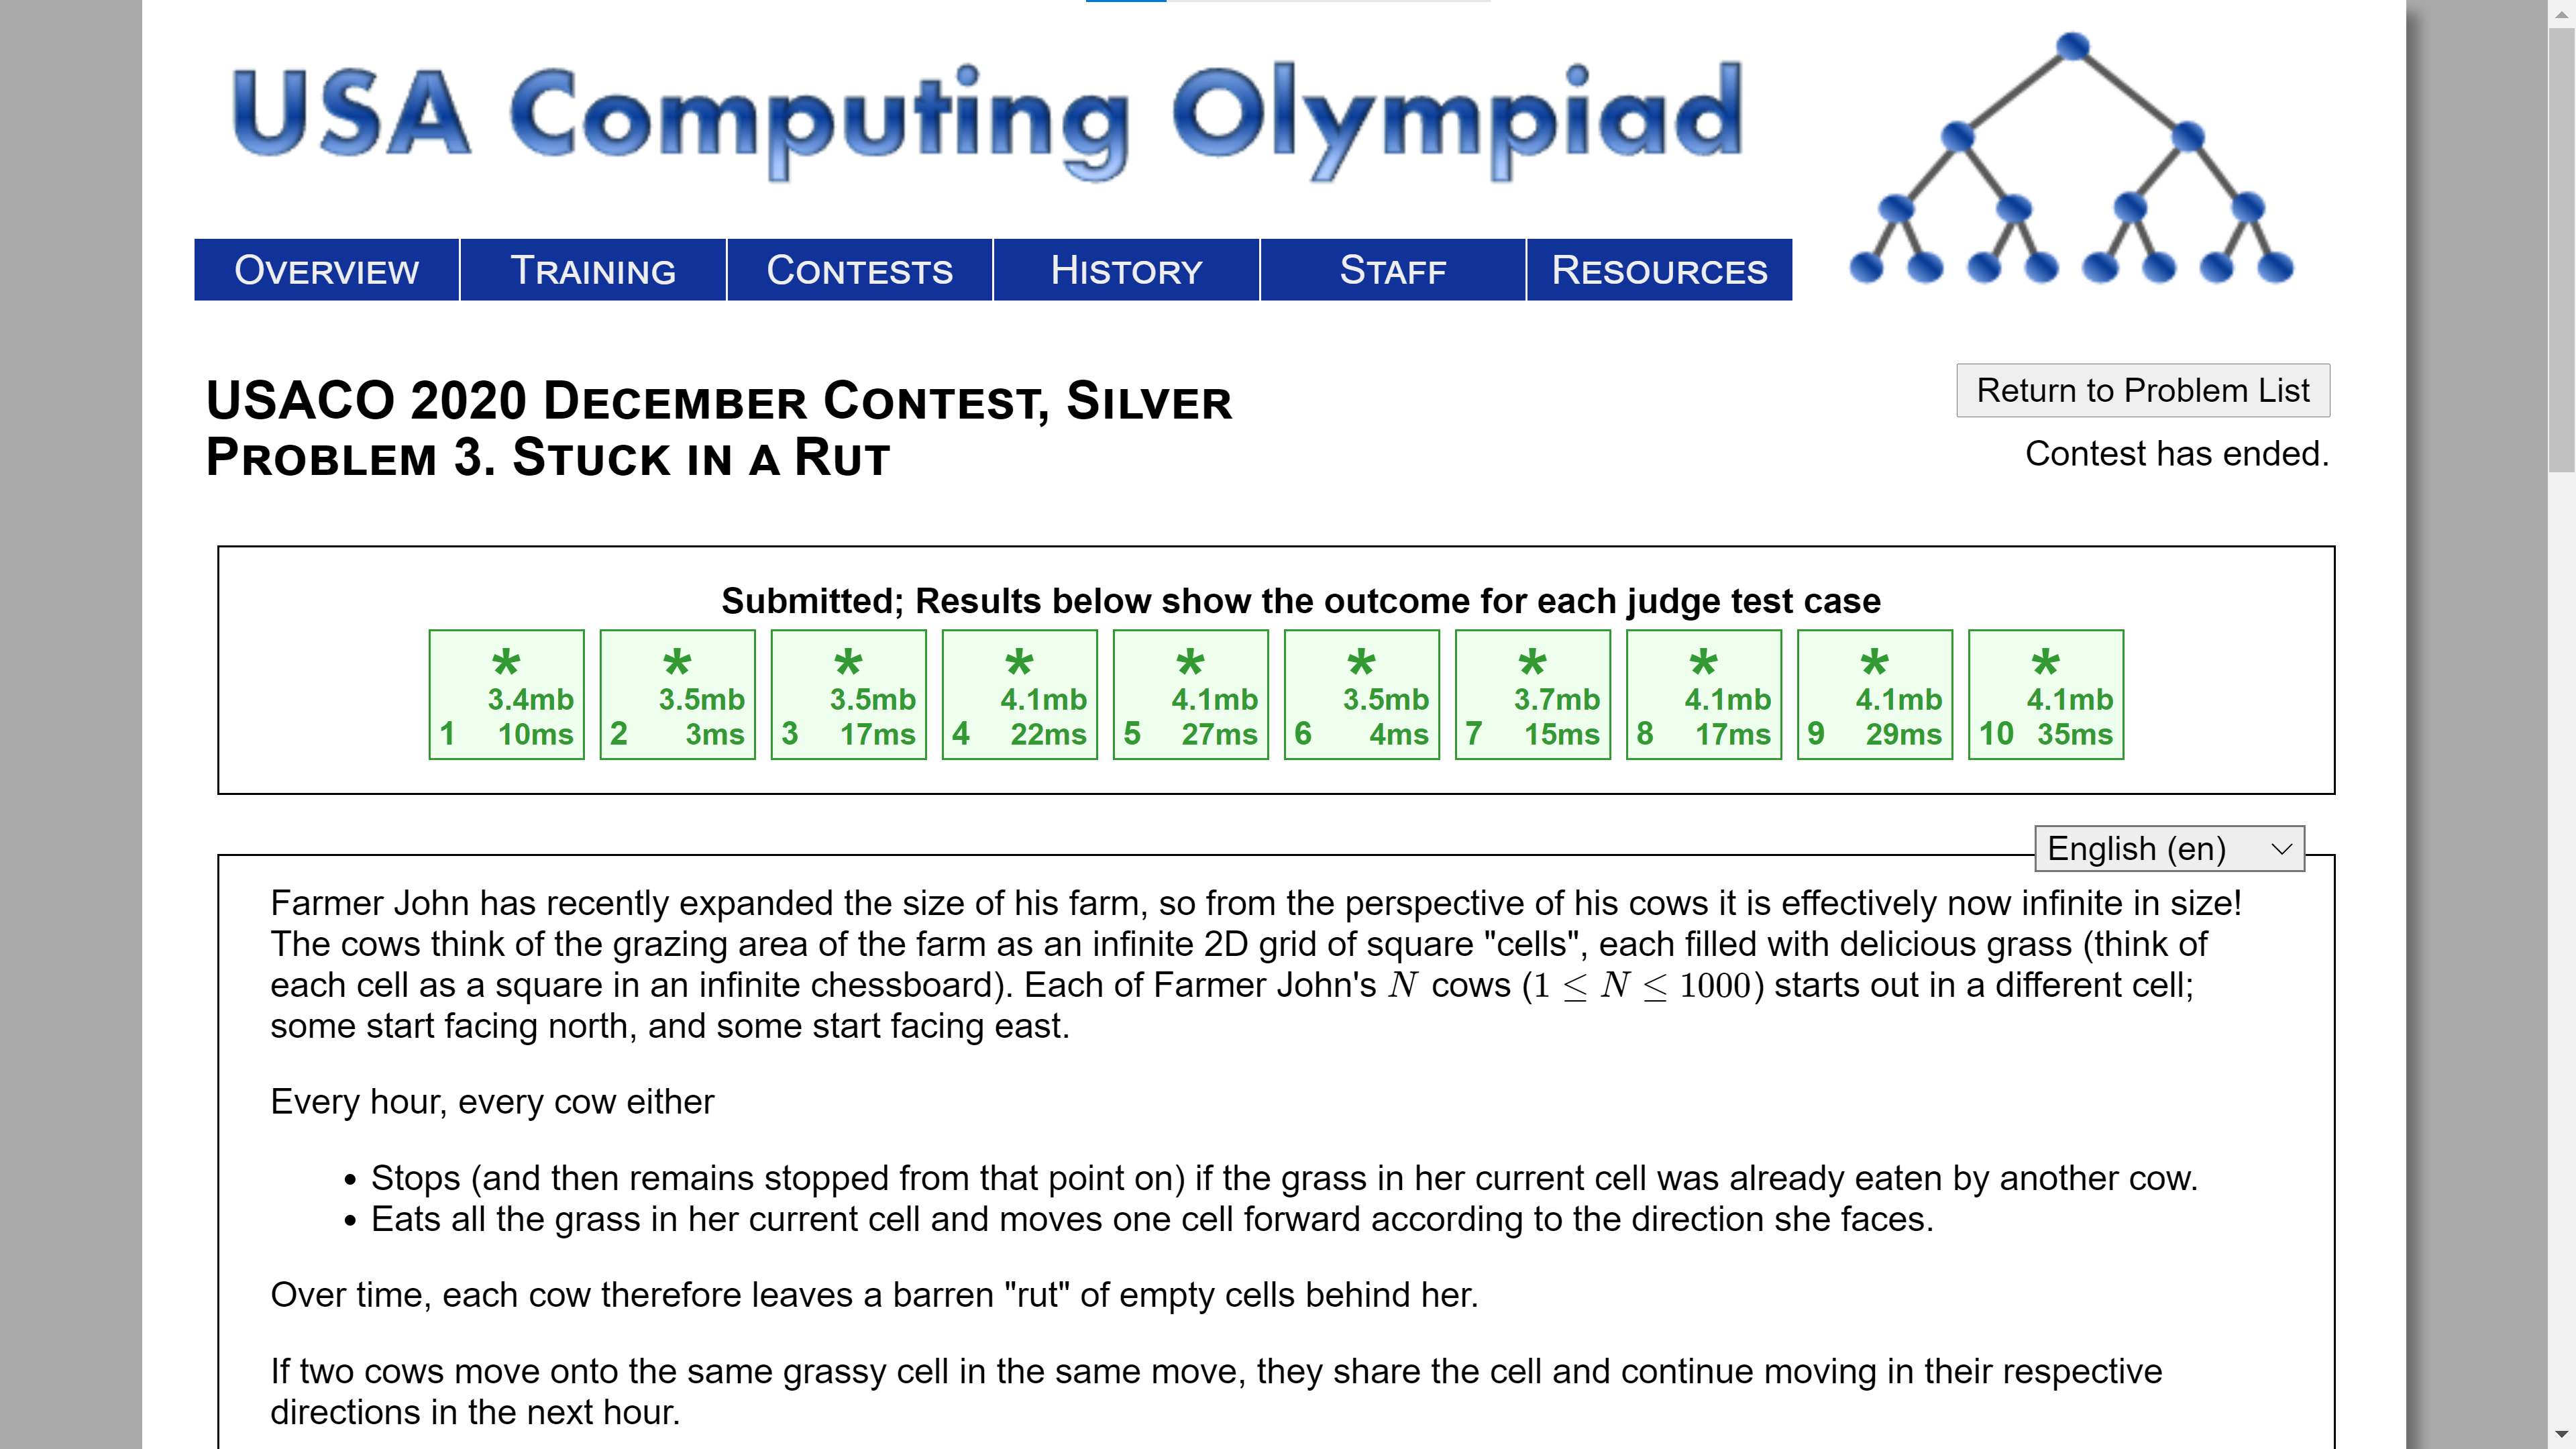 USA Computing Olympiad
Overview Training Contests History Staff Resources
USACO 2020 December Contest, Silver
Problem 3. Stuck in a Rut
Return to Problem List
Contest has ended.
Submitted; Results below show the outcome for each judge test case
* * * * * * * * * *
3.4mb 3.5mb 3.5mb 4.1mb 4.1mb 3.5mb 3.7mb 4.1mb 4.1mb 4.1mb
1 10ms 2 3ms 3 17ms 4 22ms 5 27ms 6 4ms 7 15ms 8 17ms 9 29ms 10 35ms
English (en)
Farmer John has recently expanded the size of his farm, so from the perspective of his cows it is effectively now infinite in size!
The cows think of the grazing area of the farm as an infinite 2D grid of square "cells", each filled with delicious grass (think of
each cell as a square in an infinite chessboard). Each of Farmer John's N cows (1 ≤ N ≤ 1000) starts out in a different cell;
some start facing north, and some start facing east.
Every hour, every cow either
• Stops (and then remains stopped from that point on) if the grass in her current cell was already eaten by another cow.
• Eats all the grass in her current cell and moves one cell forward according to the direction she faces.
Over time, each cow therefore leaves a barren "rut" of empty cells behind her.
If two cows move onto the same grassy cell in the same move, they share the cell and continue moving in their respective
directions in the next hour.